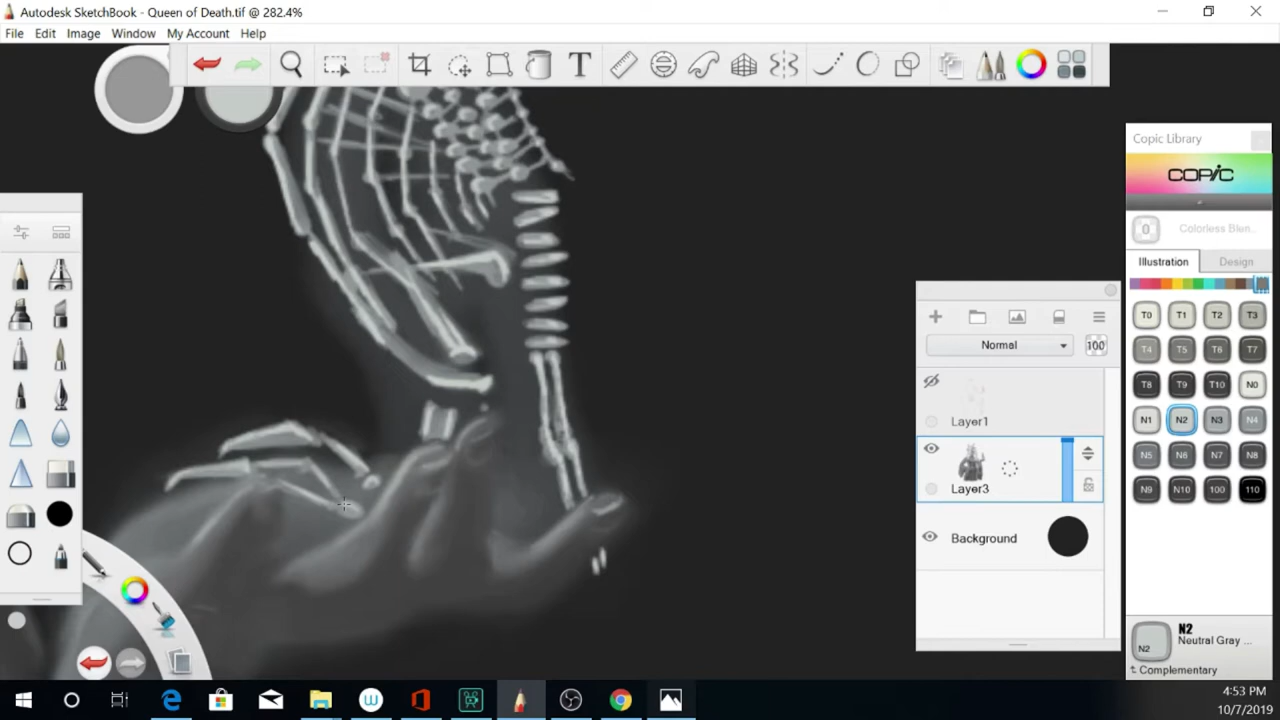 Autodesk SketchBook - Queen of Death.tif @ 282.4%
File Edit Image Window My Account Help
T
Copic Library
COPIC
0 Colorless Blen...
Illustration Design
T0 T1 T2 T3
T4 T5 T6 T7
T8 T9 T10 N0
N1 N2 N3 N4
N5 N6 N7 N8
N9 N10 100 110
Normal 100
Layer1
Layer3
Background
N2
N2
Neutral Gray ...
Complementary
4:53 PM
10/7/2019